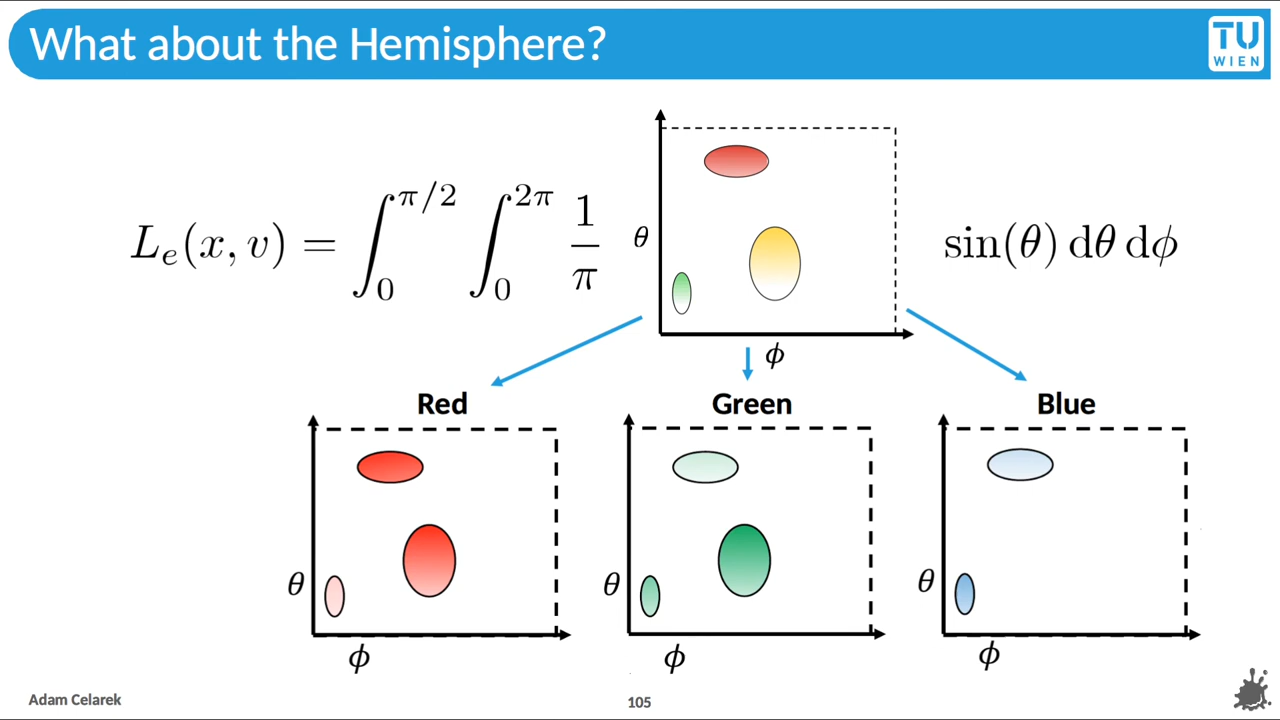 What about the Hemisphere?
TU
WIEN
L_e(x, v) = ∫_0^{π/2} ∫_0^{2π} 1/π sin(θ) dθ dϕ
θ
ϕ
Red Green Blue
θ θ θ
ϕ ϕ ϕ
Adam Celarek 105